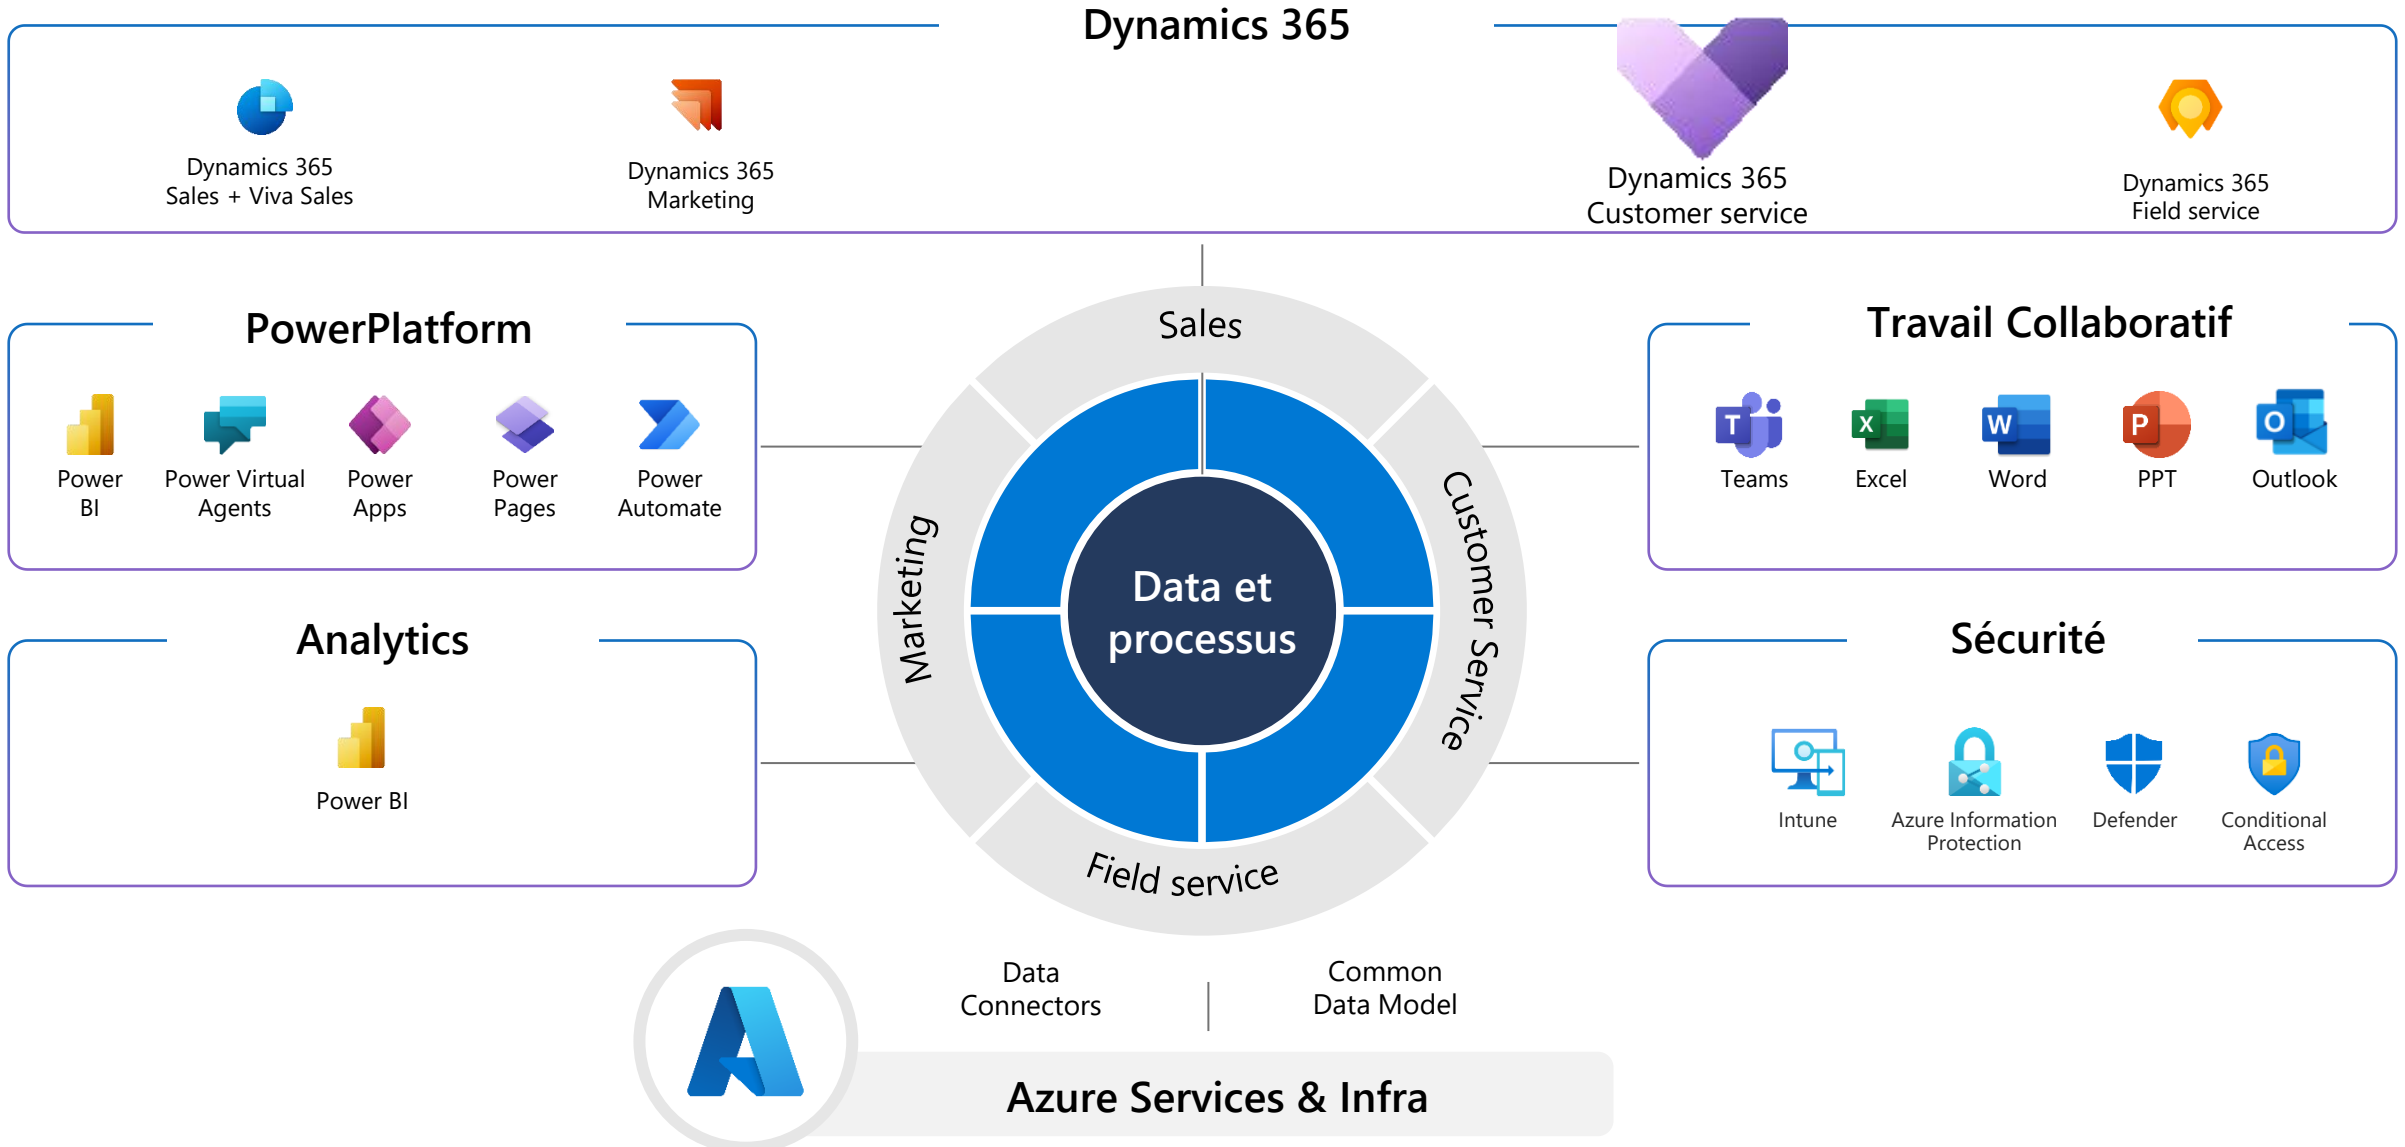 Dynamics 365
Dynamics 365
Sales + Viva Sales
Dynamics 365
Marketing
Dynamics 365
Customer service
Dynamics 365
Field service
PowerPlatform
Power
BI
Power Virtual
Agents
Power
Apps
Power
Pages
Power
Automate
Sales
Marketing
Customer Service
Field service
Data et
processus
Travail Collaboratif
T
Teams
X
Excel
W
Word
P
PPT
O
Outlook
Analytics
Power BI
Sécurité
Intune
Azure Information
Protection
Defender
Conditional
Access
Data
Connectors
Common
Data Model
Azure Services & Infra